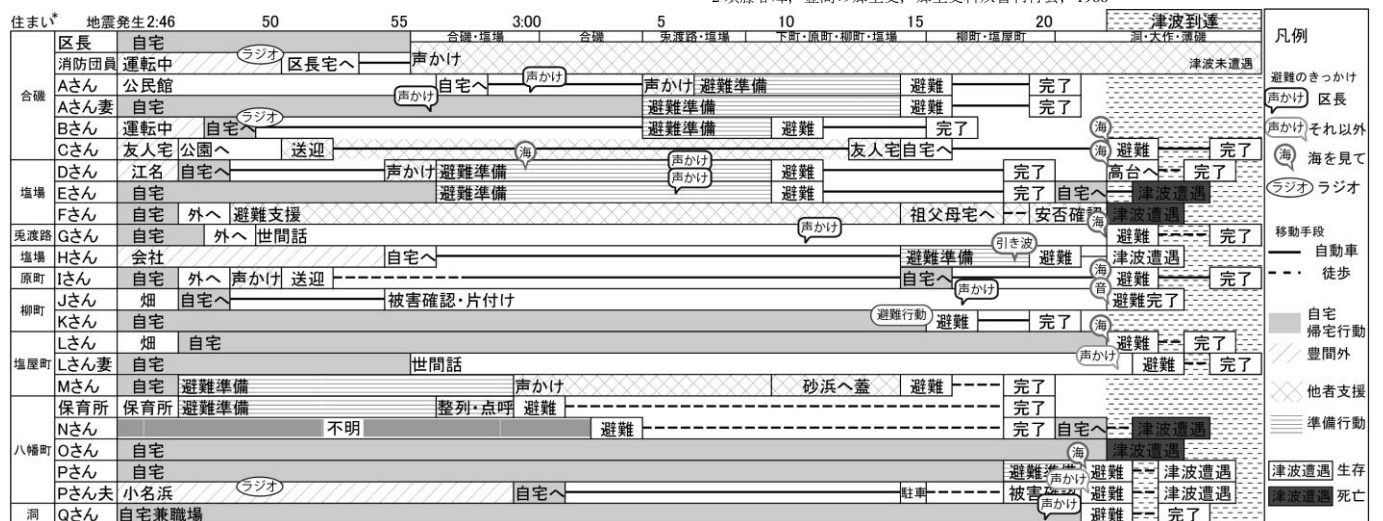 住まい* 地震発生2:46 50 55 3:00 5 10 15 20 津波到達
合磯・塩場 合磯 兎渡路・塩場 下町・原町・柳町・塩場 柳町・塩屋町 洞・大作・薄磯
合磯
区長 自宅
消防団員 運転中 ラジオ 区長宅へ 声かけ 津波未遭遇
Aさん 公民館 自宅へ 声かけ 声かけ 避難準備 避難 完了
Aさん妻 自宅 声かけ 避難準備 避難 完了
Bさん 運転中 自宅へ ラジオ 避難準備 避難 完了
Cさん 友人宅 公園へ 送迎 友人宅 自宅へ 海 避難 完了
塩場
Dさん 江名 自宅へ 声かけ 避難準備 海 声かけ 避難 完了 海 高台へ 完了
Eさん 自宅 避難準備 声かけ 避難 完了 自宅へ 津波遭遇
Fさん 自宅 外へ 避難支援 祖父母宅へ 安否確認 津波遭遇
兎渡路 Gさん 自宅 外へ 世間話 声かけ 海 避難 完了
塩場 Hさん 会社 自宅へ 避難準備 引き波 避難 津波遭遇
原町 Iさん 自宅 外へ 声かけ 送迎 自宅へ 海 避難 完了
柳町
Jさん 畑 自宅へ 被害確認・片付け 声かけ 音 避難完了
Kさん 自宅 避難行動 避難 完了
塩屋町
Lさん 畑 自宅 海 避難 完了
Lさん妻 自宅 世間話 声かけ 避難 完了
Mさん 自宅 避難準備 声かけ 砂浜へ蓋 避難 完了
八幡町
保育所 保育所 避難準備 整列・点呼 避難 完了
Nさん 不明 避難 完了 自宅へ 津波遭遇
Oさん 自宅 津波遭遇
Pさん 自宅 避難準備 海 避難 津波遭遇
Pさん夫 小名浜 ラジオ 自宅へ 駐車 被害確認 声かけ 避難 津波遭遇
洞 Qさん 自宅兼職場 声かけ 避難 完了
凡例
避難のきっかけ
声かけ 区長
声かけ それ以外
海 海を見て
ラジオ ラジオ
移動手段
自動車
徒歩
自宅
帰宅行動
豊間外
他者支援
準備行動
津波遭遇 生存
津波遭遇 死亡